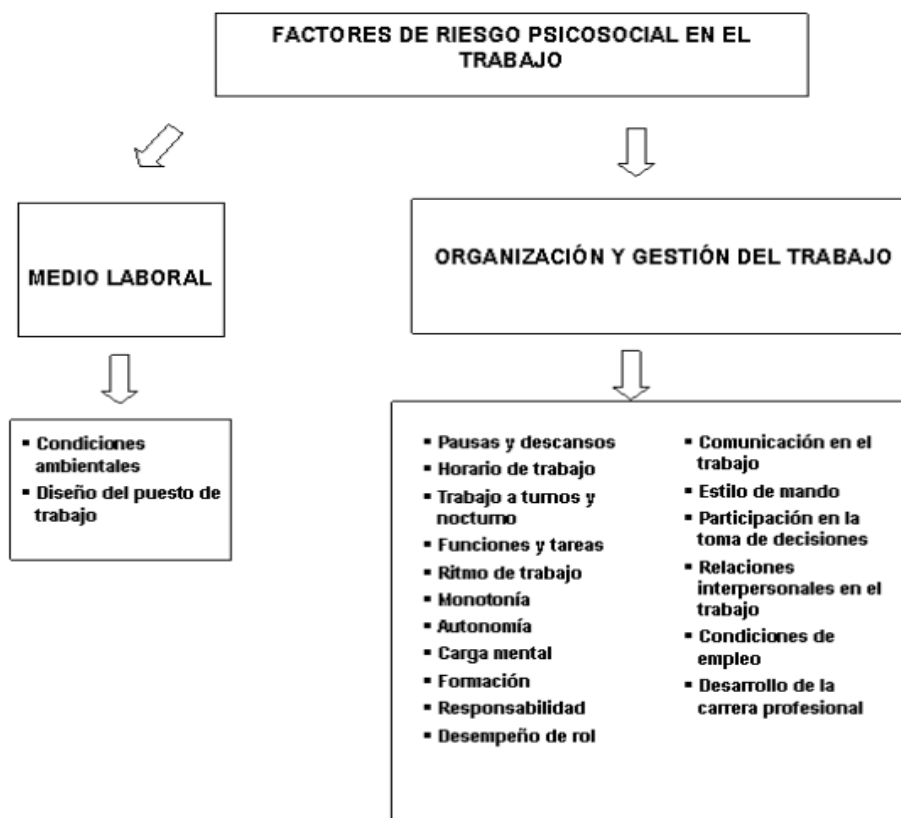 FACTORES DE RIESGO PSICOSOCIAL EN EL
TRABAJO
MEDIO LABORAL
ORGANIZACIÓN Y GESTIÓN DEL TRABAJO
▪ Condiciones
ambientales
▪ Diseño del puesto de
trabajo
▪ Pausas y descansos
▪ Horario de trabajo
▪ Trabajo a turnos y
nocturno
▪ Funciones y tareas
▪ Ritmo de trabajo
▪ Monotonía
▪ Autonomía
▪ Carga mental
▪ Formación
▪ Responsabilidad
▪ Desempeño de rol
▪ Comunicación en el
trabajo
▪ Estilo de mando
▪ Participación en la
toma de decisiones
▪ Relaciones
interpersonales en el
trabajo
▪ Condiciones de
empleo
▪ Desarrollo de la
carrera profesional